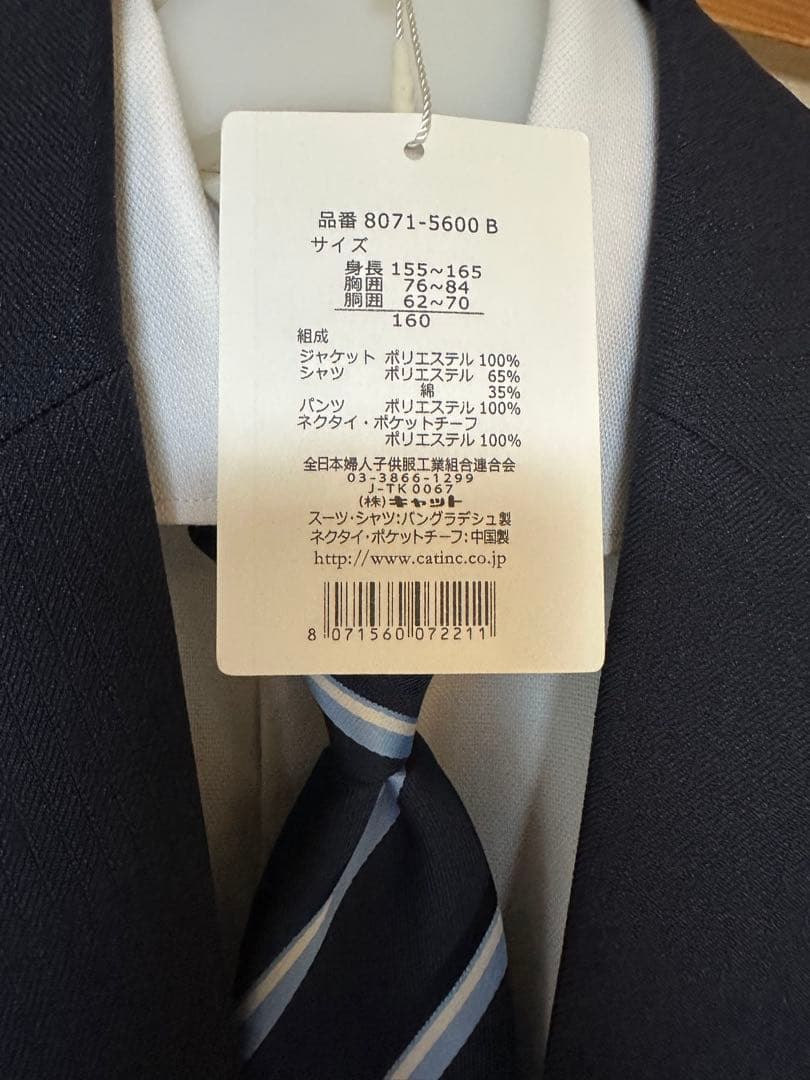 品番 8071-5600 B
サイズ
身長 155~165
胸囲 76~84
胴囲 62~70
160
組成
ジャケット ポリエステル 100%
シャツ ポリエステル 65%
綿 35%
パンツ ポリエステル 100%
ネクタイ・ポケットチーフ
ポリエステル 100%
全日本婦人子供服工業組合連合会
03-3866-1299
J-TK0067
(株)キャット
スーツ・シャツ:バングラデシュ製
ネクタイ・ポケットチーフ:中国製
http://www.catinc.co.jp
8 071560 072211